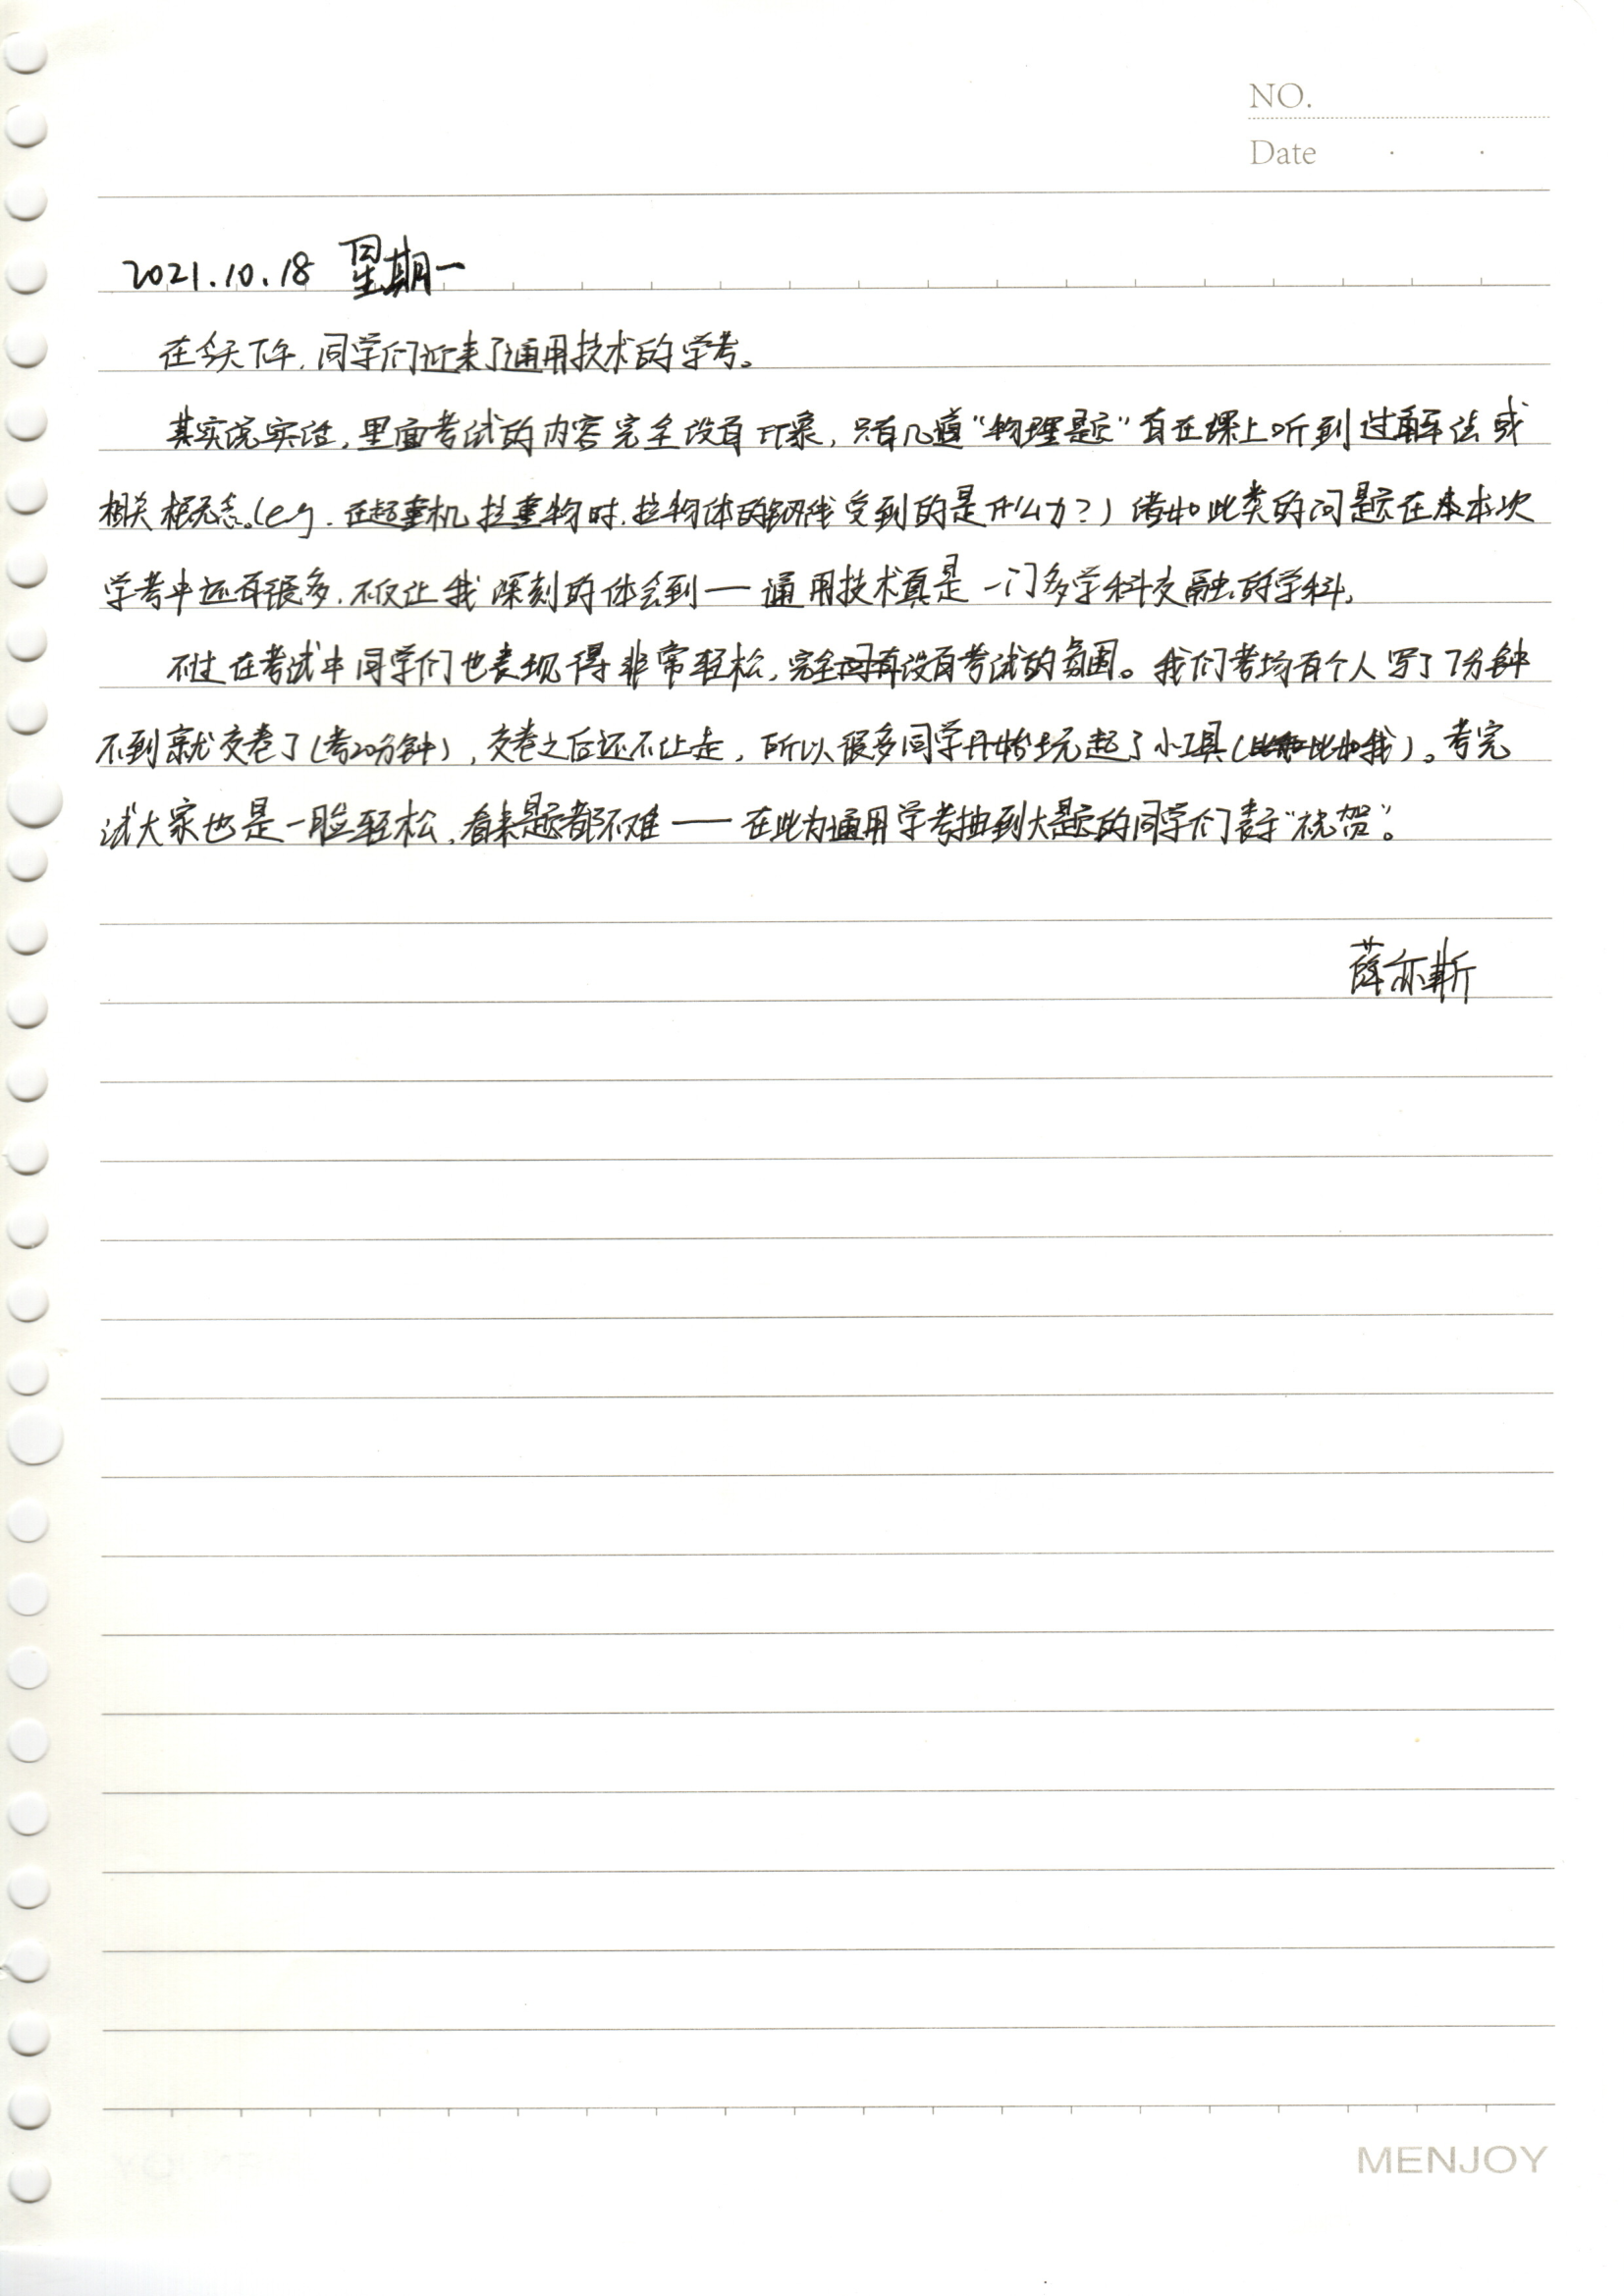 NO.
Date
2021.10.18 星期一
在今天下午,同学们迎来了通用技术的学考。
其实说实话,里面考试的内容完全没有印象,只有几道“物理题”有在课上听到过解法或
相关概念。(eg. 在起重机拉重物时,拉物体的钢线受到的是什么力?)诸如此类的问题在本本次
学考中还有很多,不仅让我深刻的体会到——通用技术真是一门多学科交融的学科,
不过在考试中同学们也表现得非常轻松,完全没有考试的氛围。我们考场有个人写了7分钟
不到就交卷了(考20分钟),交卷之后还不让走,所以很多同学开始玩起了小工具(比如我)。考完
试大家也是一脸轻松,看来题都不难——在此为通用学考抽到大题的同学们表示“祝贺”。
薛亦斯
MENJOY